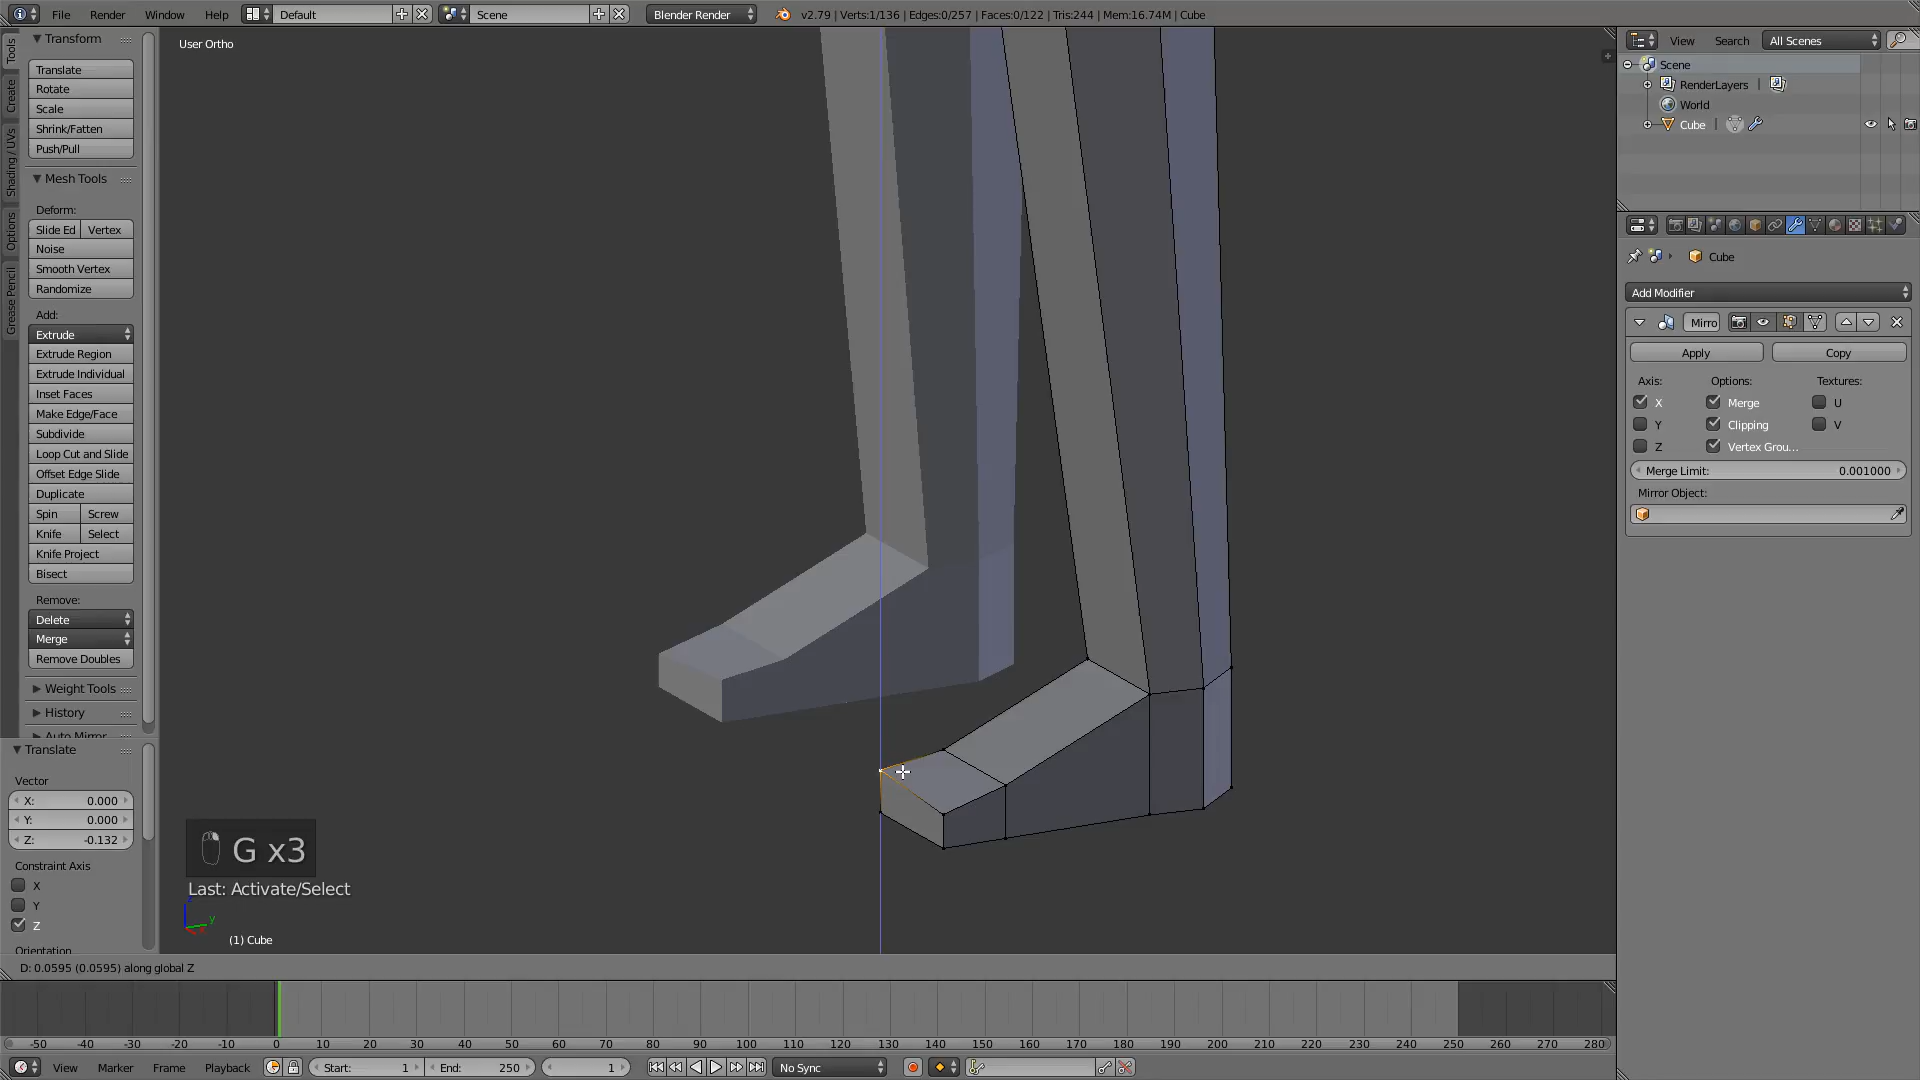 File Render Window Help Default Scene Blender Render v2.79 | Verts:1/136 | Edges:0/257 | Faces:0/122 | Tris:244 | Mem:16.74M | Cube
Tools
Create
Shading / UVs
Options
Grease Pencil
Transform
Translate
Rotate
Scale
Shrink/Fatten
Push/Pull
Mesh Tools
Deform:
Slide Ed Vertex
Noise
Smooth Vertex
Randomize
Add:
Extrude
Extrude Region
Extrude Individual
Inset Faces
Make Edge/Face
Subdivide
Loop Cut and Slide
Offset Edge Slide
Duplicate
Spin Screw
Knife Select
Knife Project
Bisect
Remove:
Delete
Merge
Remove Doubles
Weight Tools
History
Auto Mirror
Translate
Vector
X: 0.000
Y: 0.000
Z: -0.132
Constraint Axis
X
Y
Z
Orientation
User Ortho
G x3
Last: Activate/Select
y
(1) Cube
D: 0.0595 (0.0595) along global Z
View Search All Scenes
Scene
RenderLayers |
World
Cube |
Cube
Add Modifier
Mirro
Apply Copy
Axis: Options: Textures:
X Merge U
Y Clipping V
Z Vertex Grou...
Merge Limit: 0.001000
Mirror Object:
-50 -40 -30 -20 -10 0 10 20 30 40 50 60 70 80 90 100 110 120 130 140 150 160 170 180 190 200 210 220 230 240 250 260 270 280
View Marker Frame Playback Start: 1 End: 250 1 No Sync